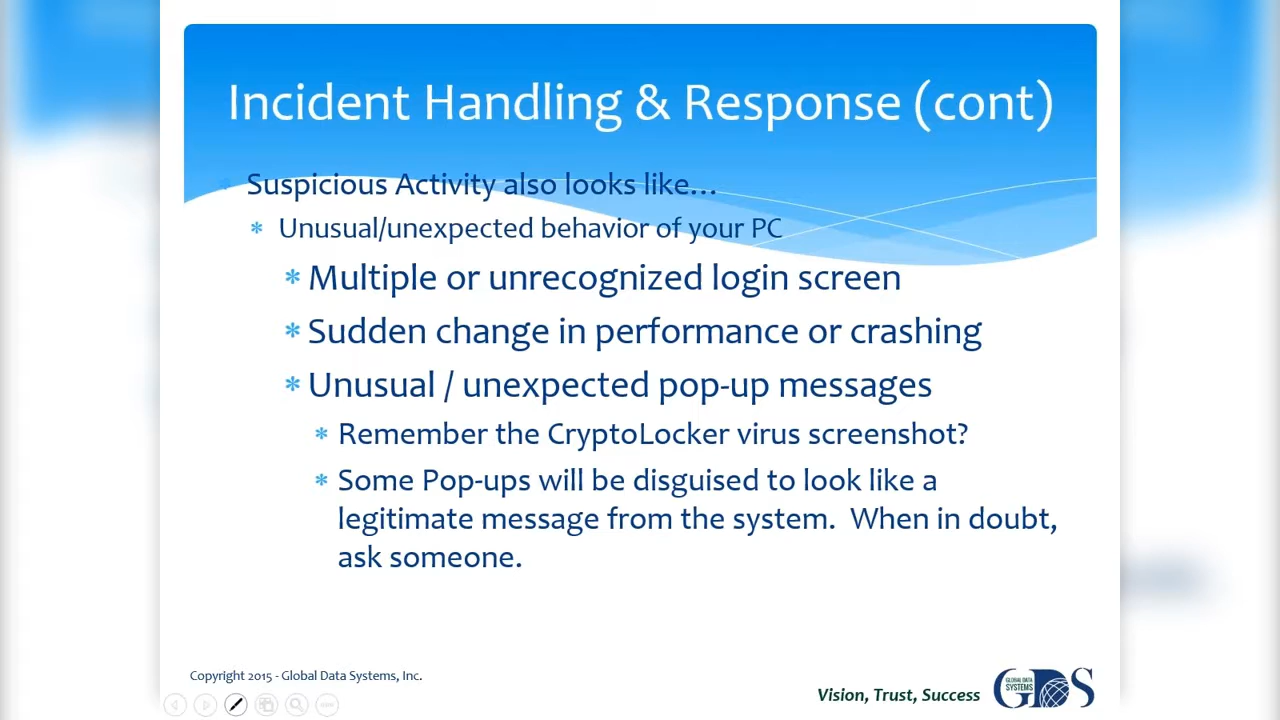 Incident Handling & Response (cont)
Suspicious Activity also looks like…
* Unusual/unexpected behavior of your PC
* Multiple or unrecognized login screen
* Sudden change in performance or crashing
* Unusual / unexpected pop-up messages
* Remember the CryptoLocker virus screenshot?
* Some Pop-ups will be disguised to look like a
legitimate message from the system.  When in doubt,
ask someone.
Copyright 2015 - Global Data Systems, Inc.
Vision, Trust, Success
GLOBAL DATA
SYSTEMS
GDS